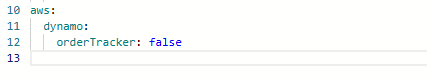 10 aws:
11   dynamo:
12     orderTracker: false
13